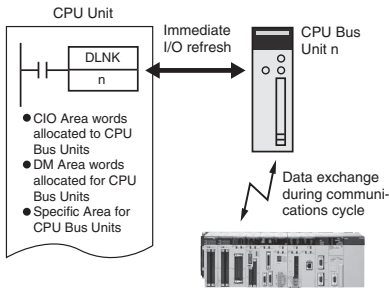 CPU Unit
DLNK
n
● CIO Area words
allocated to CPU
Bus Units
● DM Area words
allocated for CPU
Bus Units
● Specific Area for
CPU Bus Units
Immediate
I/O refresh
CPU Bus
Unit n
Data exchange
during communi-
cations cycle